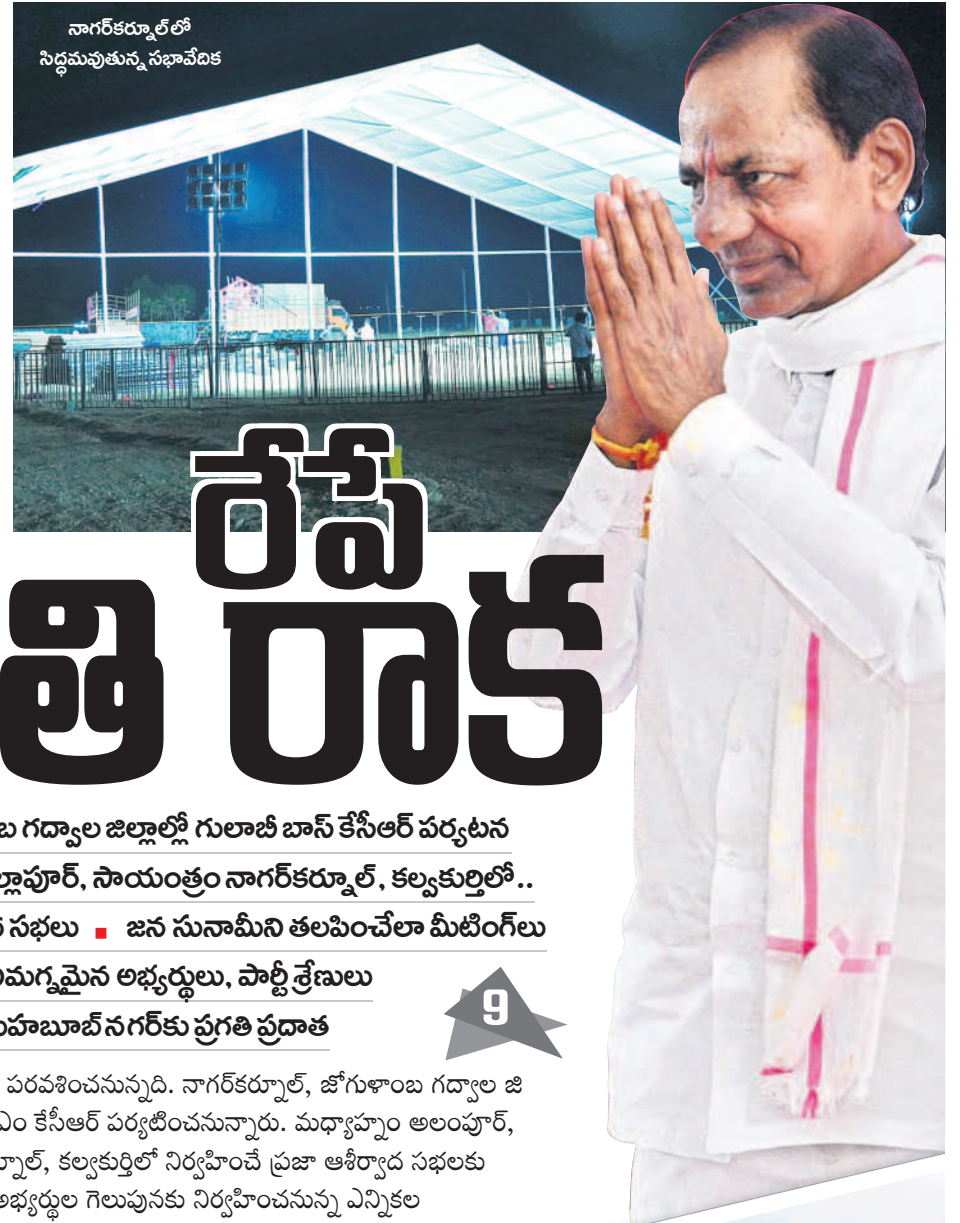 నాగర్‌కర్నూల్‌లో
సిద్ధమవుతున్న సభావేదిక
రేపే
తి రాక
గద్వాల జిల్లాల్లో గులాబీ బాస్ కేసీఆర్ పర్యటన
ల్లాపూర్, సాయంత్రం నాగర్‌కర్నూల్, కల్వకుర్తిలో..
సభలు ▪ జన సునామీని తలపించేలా మీటింగ్‌లు
మగ్నమైన అభ్యర్థులు, పార్టీ శ్రేణులు
9
హబూబ్‌నగర్‌కు ప్రగతి ప్రదాత
పరవశించనున్నది. నాగర్‌కర్నూల్, జోగుళాంబ గద్వాల జి
ఎం కేసీఆర్ పర్యటించనున్నారు. మధ్యాహ్నం అలంపూర్,
ర్నూల్, కల్వకుర్తిలో నిర్వహించే ప్రజా ఆశీర్వాద సభలకు
అభ్యర్థుల గెలుపునకు నిర్వహించనున్న ఎన్నికల